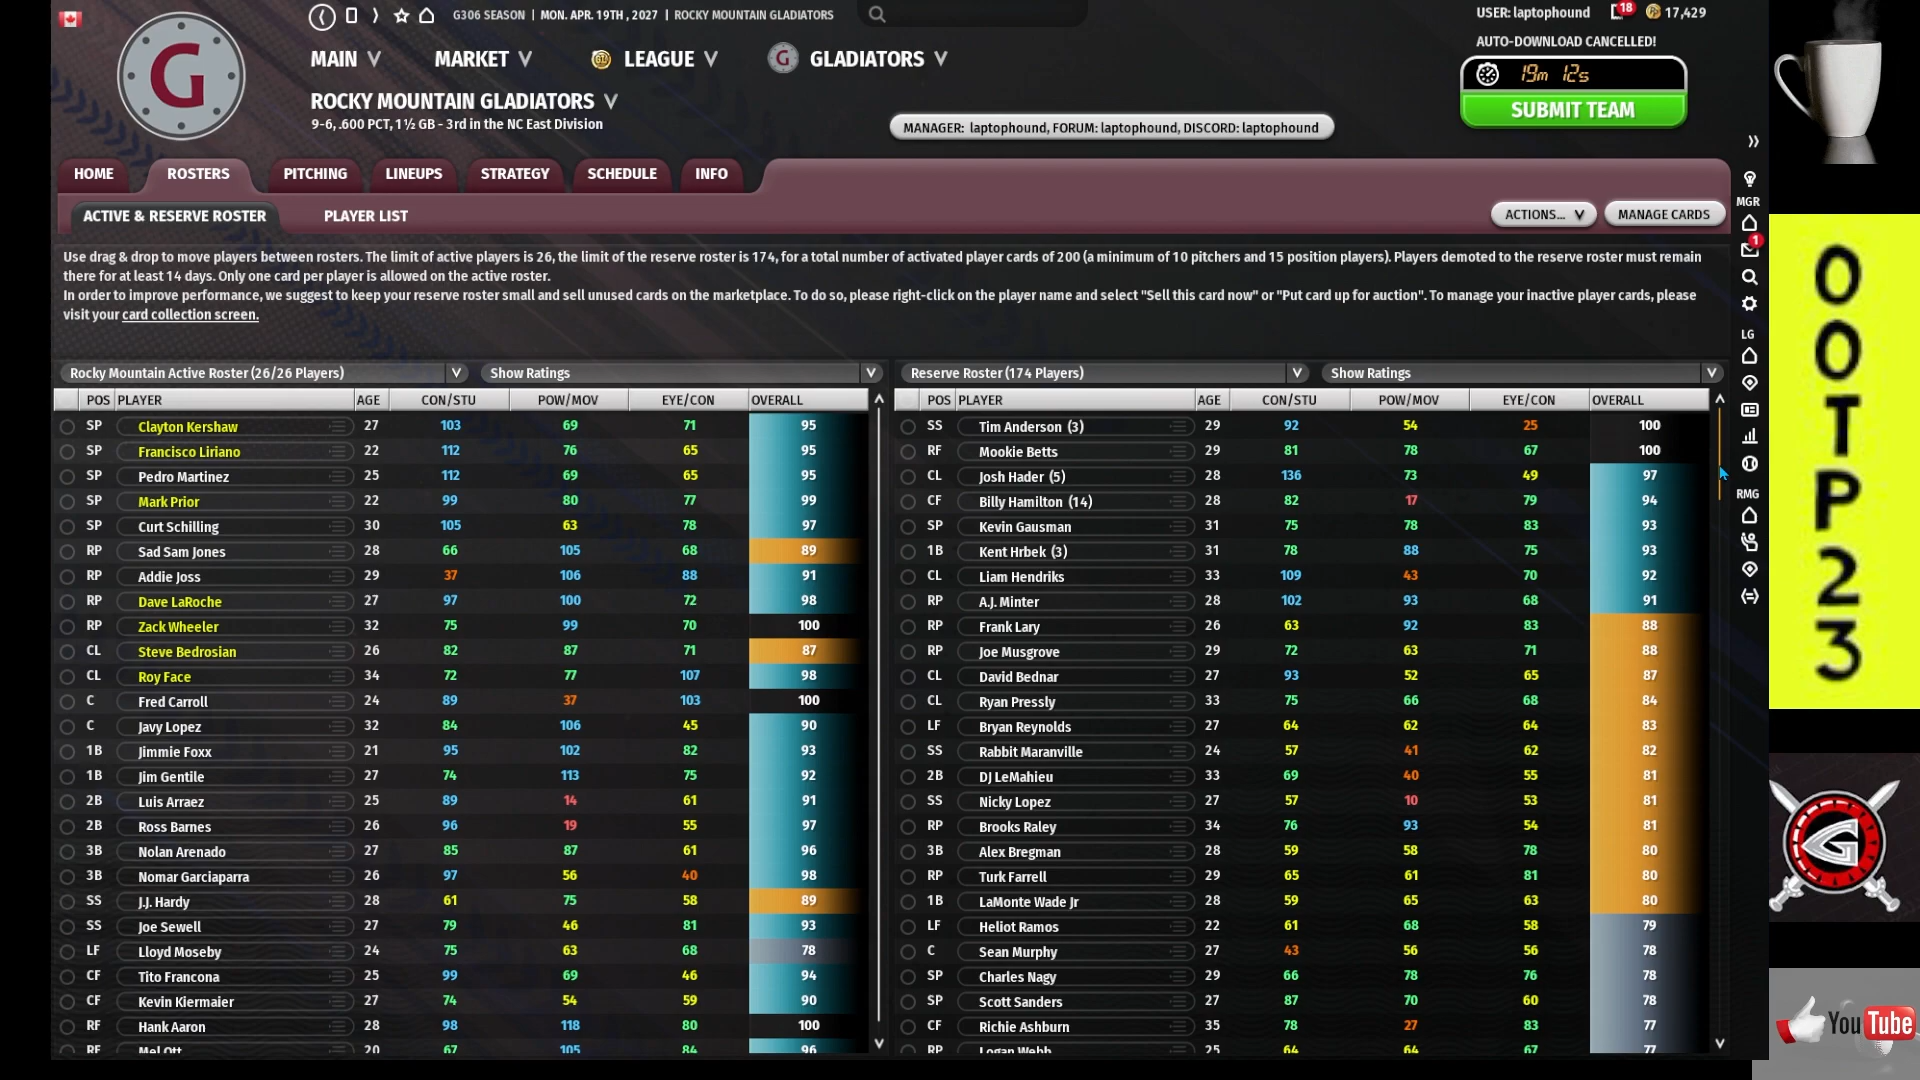 G306 SEASON | MON. APR. 19TH , 2027 | ROCKY MOUNTAIN GLADIATORS
USER: laptophound 18 17,429
AUTO-DOWNLOAD CANCELLED!
MAIN MARKET LEAGUE GLADIATORS
19m 12s
SUBMIT TEAM
G
ROCKY MOUNTAIN GLADIATORS
9-6, .600 PCT, 1 ½ GB - 3rd in the NC East Division
MANAGER: laptophound, FORUM: laptophound, DISCORD: laptophound
HOME ROSTERS PITCHING LINEUPS STRATEGY SCHEDULE INFO
ACTIVE & RESERVE ROSTER PLAYER LIST ACTIONS... MANAGE CARDS
Use drag & drop to move players between rosters. The limit of active players is 26, the limit of the reserve roster is 174, for a total number of activated player cards of 200 (a minimum of 10 pitchers and 15 position players). Players demoted to the reserve roster must remain
there for at least 14 days. Only one card per player is allowed on the active roster.
In order to improve performance, we suggest to keep your reserve roster small and sell unused cards on the marketplace. To do so, please right-click on the player name and select "Sell this card now" or "Put card up for auction". To manage your inactive player cards, please
visit your card collection screen.
Rocky Mountain Active Roster (26/26 Players) Show Ratings
POS PLAYER AGE CON/STU POW/MOV EYE/CON OVERALL
SP Clayton Kershaw 27 103 69 71 95
SP Francisco Liriano 22 112 76 65 95
SP Pedro Martinez 25 112 69 65 95
SP Mark Prior 22 99 80 77 99
SP Curt Schilling 30 105 63 78 97
RP Sad Sam Jones 28 66 105 68 89
RP Addie Joss 29 37 106 88 91
RP Dave LaRoche 27 97 100 72 98
RP Zack Wheeler 32 75 99 70 100
CL Steve Bedrosian 26 82 87 71 87
CL Roy Face 34 72 77 107 98
C Fred Carroll 24 89 37 103 100
C Javy Lopez 32 84 106 45 90
1B Jimmie Foxx 21 95 102 82 93
1B Jim Gentile 27 74 113 75 92
2B Luis Arraez 25 89 14 61 91
2B Ross Barnes 26 96 19 55 97
3B Nolan Arenado 27 85 87 61 96
3B Nomar Garciaparra 26 97 56 40 98
SS J.J. Hardy 28 61 75 58 89
SS Joe Sewell 27 79 46 81 93
LF Lloyd Moseby 24 75 63 68 78
CF Tito Francona 25 99 69 46 94
CF Kevin Kiermaier 27 74 54 59 90
RF Hank Aaron 28 98 118 80 100
RF Mel Ott 20 67 105 84 96
Reserve Roster (174 Players) Show Ratings
POS PLAYER AGE CON/STU POW/MOV EYE/CON OVERALL
SS Tim Anderson (3) 29 92 54 25 100
RF Mookie Betts 29 81 78 67 100
CL Josh Hader (5) 28 136 73 49 97
CF Billy Hamilton (14) 28 82 17 79 94
SP Kevin Gausman 31 75 78 83 93
1B Kent Hrbek (3) 31 78 88 75 93
CL Liam Hendriks 33 109 43 70 92
RP A.J. Minter 28 102 93 68 91
RP Frank Lary 26 63 92 83 88
RP Joe Musgrove 29 72 63 71 88
CL David Bednar 27 93 52 65 87
CL Ryan Pressly 33 75 66 68 84
LF Bryan Reynolds 27 64 62 64 83
SS Rabbit Maranville 24 57 41 62 82
2B DJ LeMahieu 33 69 40 55 81
SS Nicky Lopez 27 57 10 53 81
RP Brooks Raley 34 76 93 54 81
3B Alex Bregman 28 59 58 78 80
RP Turk Farrell 29 65 61 81 80
1B LaMonte Wade Jr 28 59 65 63 80
LF Heliot Ramos 22 61 68 58 79
C Sean Murphy 27 43 56 56 78
SP Charles Nagy 29 66 78 76 78
SP Scott Sanders 27 87 70 60 78
CF Richie Ashburn 35 78 27 83 77
RP Logan Webb 25 64 64 67 77
MGR
1
LG
RMG
OOTP23
G
YouTube